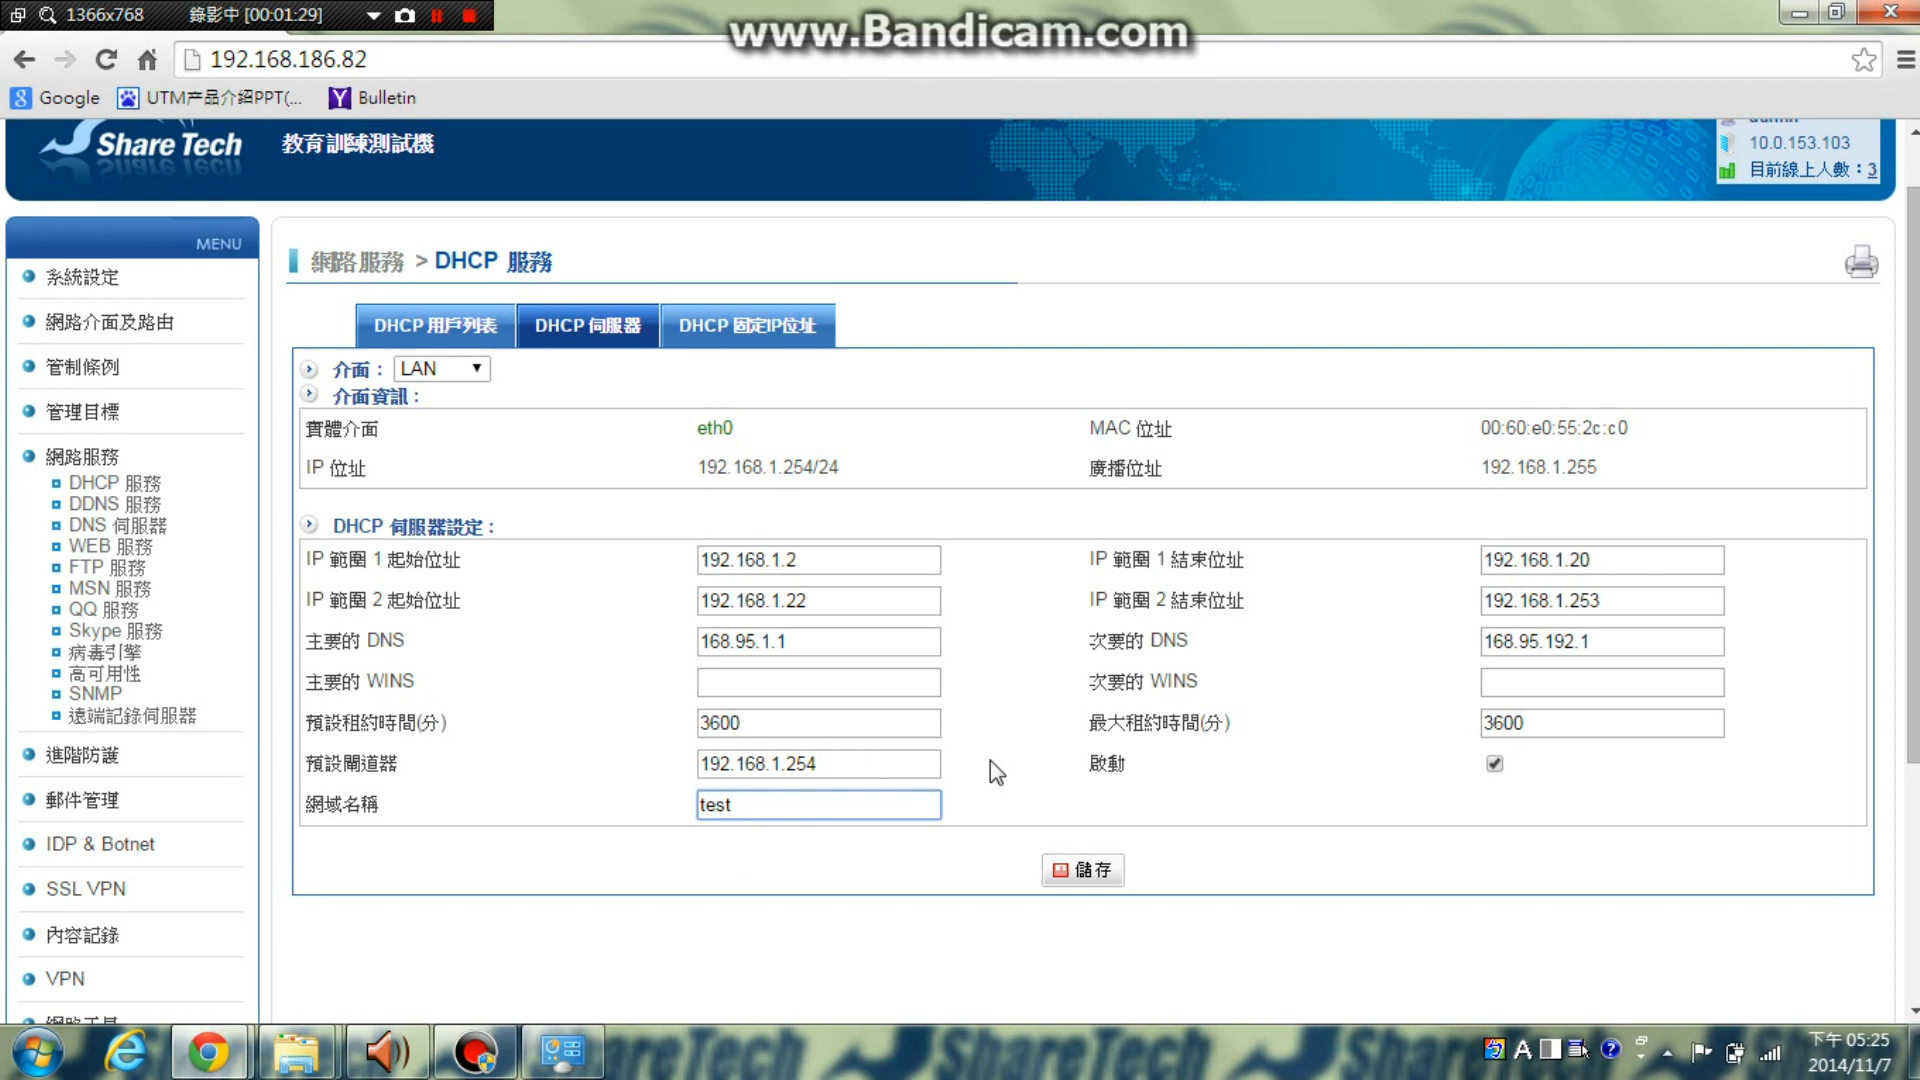 1366x768 錄影中 [00:01:29]
www.Bandicam.com
192.168.186.82
Google UTM产品介绍PPT(... Bulletin
Share Tech 教育訓練測試機
admin
10.0.153.103
目前線上人數：3
MENU
系統設定
網路介面及路由
管制條例
管理目標
網路服務
DHCP 服務
DDNS 服務
DNS 伺服器
WEB 服務
FTP 服務
MSN 服務
QQ 服務
Skype 服務
病毒引擎
高可用性
SNMP
遠端記錄伺服器
進階防護
郵件管理
IDP & Botnet
SSL VPN
內容記錄
VPN
網路工具
網路服務 > DHCP 服務
DHCP 用戶列表 DHCP 伺服器 DHCP 固定IP位址
介面： LAN
介面資訊：
實體介面 eth0 MAC 位址 00:60:e0:55:2c:c0
IP 位址 192.168.1.254/24 廣播位址 192.168.1.255
DHCP 伺服器設定：
IP 範圍 1 起始位址 192.168.1.2 IP 範圍 1 結束位址 192.168.1.20
IP 範圍 2 起始位址 192.168.1.22 IP 範圍 2 結束位址 192.168.1.253
主要的 DNS 168.95.1.1 次要的 DNS 168.95.192.1
主要的 WINS 次要的 WINS
預設租約時間(分) 3600 最大租約時間(分) 3600
預設閘道器 192.168.1.254 啟動
網域名稱 test
儲存
下午 05:25
2014/11/7
ShareTech ShareTech